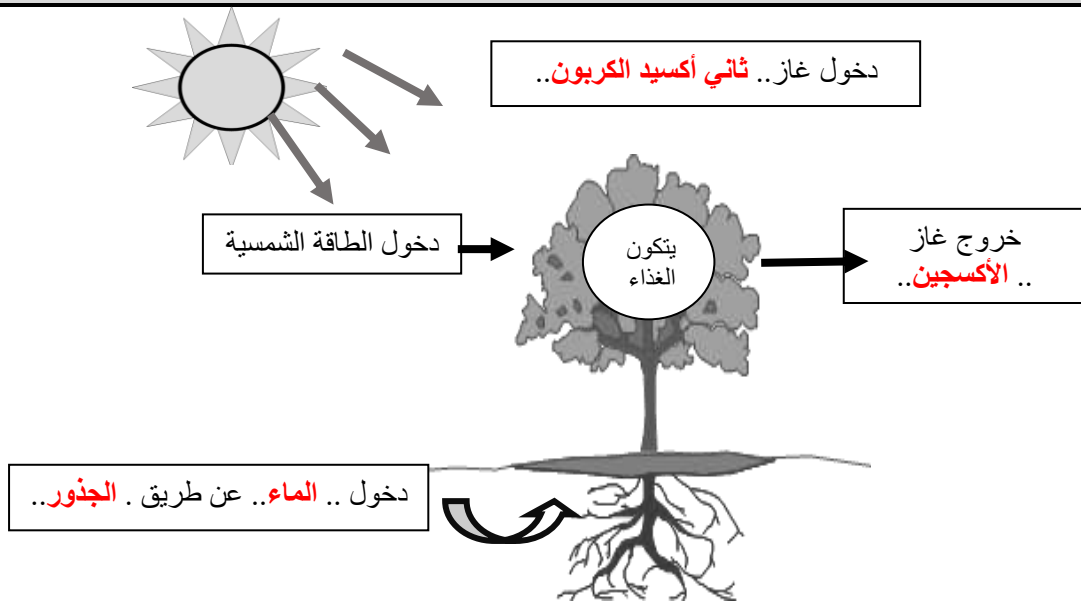 دخول غاز.. ثاني أكسيد الكربون..
دخول الطاقة الشمسية
يتكون
الغذاء
خروج غاز
.. الأكسجين..
دخول .. الماء.. عن طريق . الجذور..